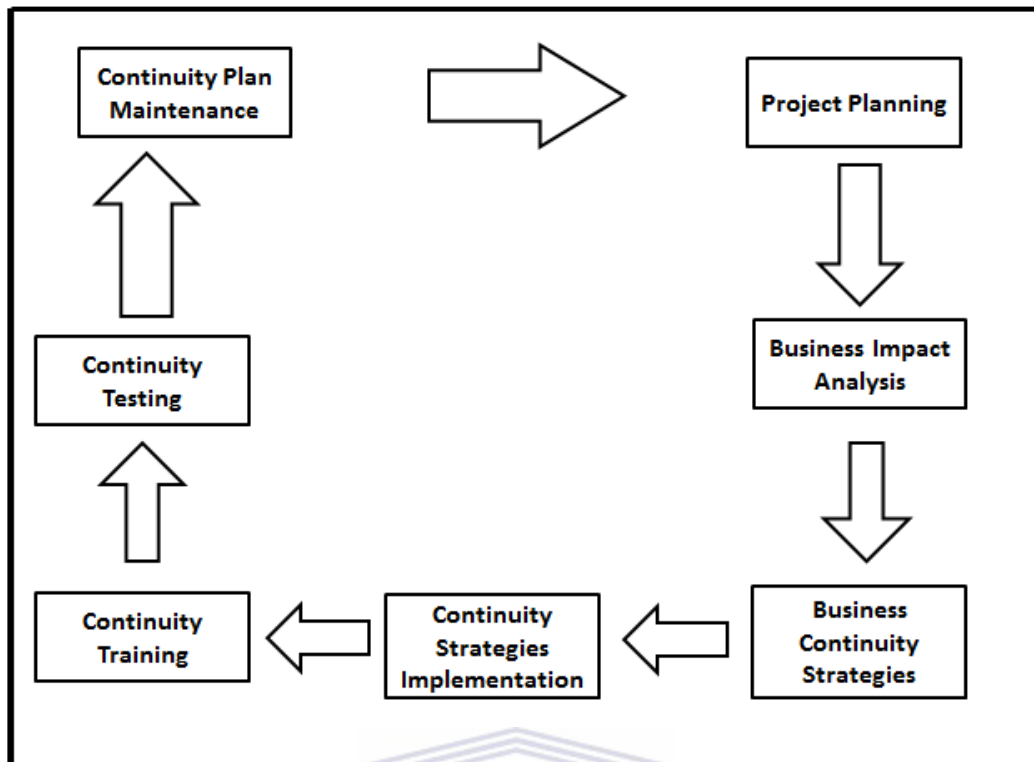 Continuity Plan
Maintenance
Project Planning
Business Impact
Analysis
Business
Continuity
Strategies
Continuity
Strategies
Implementation
Continuity
Training
Continuity
Testing